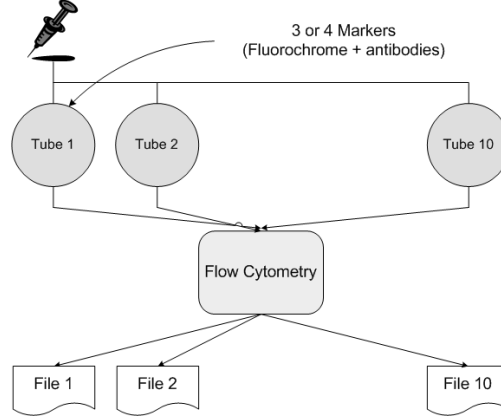 3 or 4 Markers
(Fluorochrome + antibodies)
Tube 1
Tube 2
Tube 10
Flow Cytometry
File 1
File 2
File 10